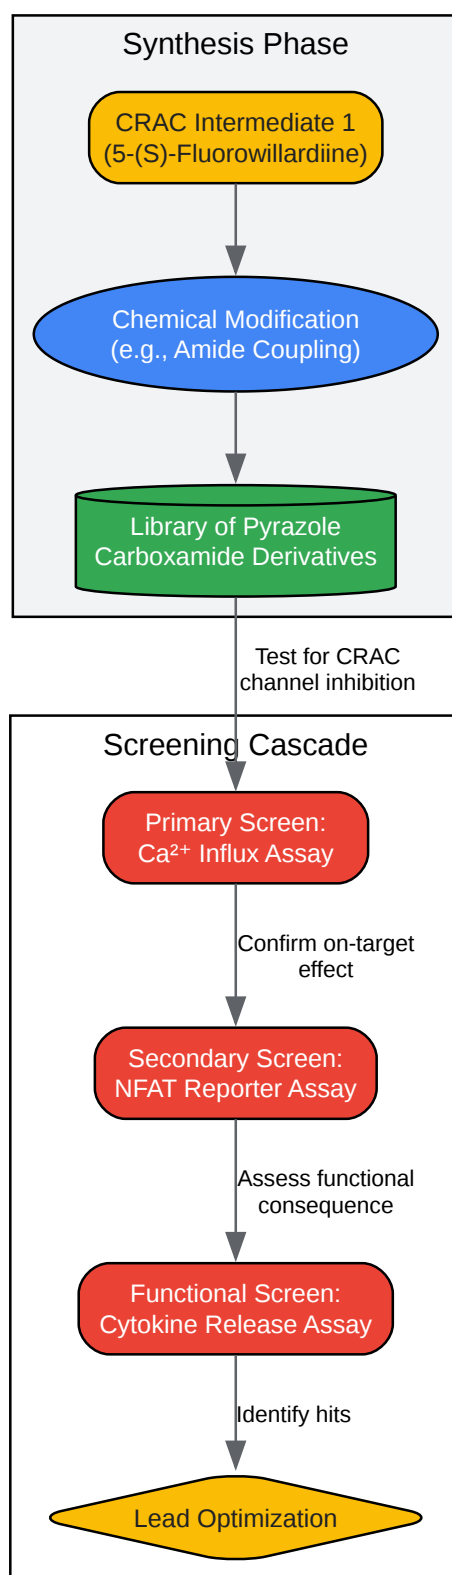 Synthesis Phase
CRAC Intermediate 1
(5-(S)-Fluorowillardiine)
Chemical Modification
(e.g., Amide Coupling)
Library of Pyrazole
Carboxamide Derivatives
Test for CRAC
channel inhibition
Screening Cascade
Primary Screen:
Ca²⁺ Influx Assay
Confirm on-target
effect
Secondary Screen:
NFAT Reporter Assay
Assess functional
consequence
Functional Screen:
Cytokine Release Assay
Identify hits
Lead Optimization